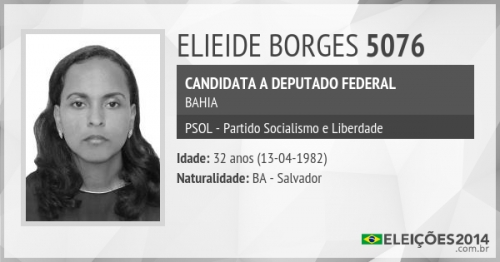 ELIEIDE BORGES 5076
CANDIDATA A DEPUTADO FEDERAL
BAHIA
PSOL - Partido Socialismo e Liberdade
Idade: 32 anos (13-04-1982)
Naturalidade: BA - Salvador
ELEIÇÕES2014
.com.br